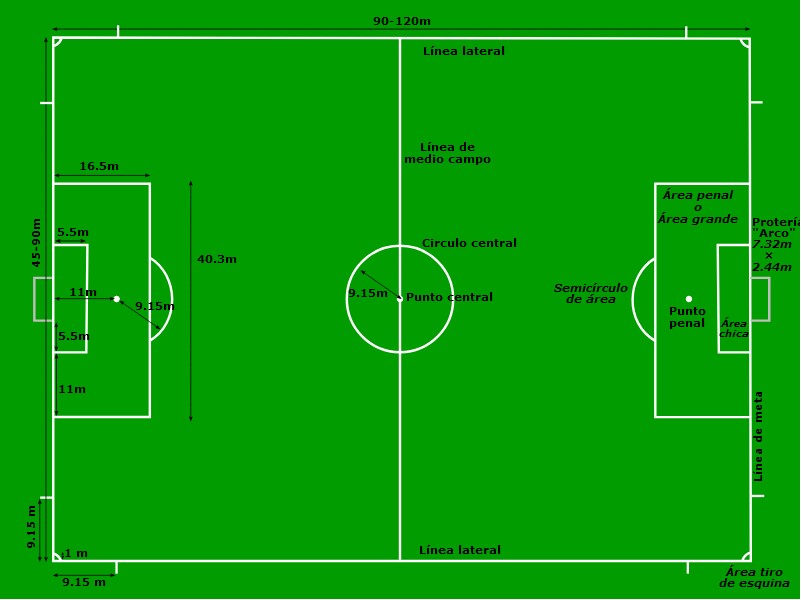 90-120m
Línea lateral
Línea de
medio campo
16.5m
Área penal
o
Área grande
45-90m
5.5m
40.3m
Círculo central
Protería
"Arco"
7.32m
×
2.44m
11m
9.15m
9.15m
Punto central
Semicírculo
de área
Punto
penal
Área
chica
5.5m
11m
Línea de meta
9.15 m
1 m
Línea lateral
9.15 m
Área tiro
de esquina